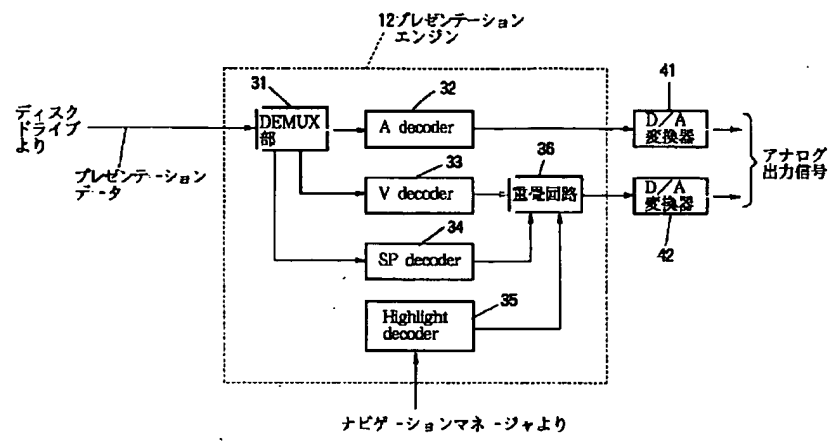 12プレゼンテーション
エンジン
ディスク
ドライブ
より
プレゼンテーション
データ
31
DEMUX
部
32
A decoder
33
V decoder
34
SP decoder
35
Highlight
decoder
36
重畳回路
41
D／A
変換器
D／A
変換器
42
アナログ
出力信号
ナビゲーションマネージャより